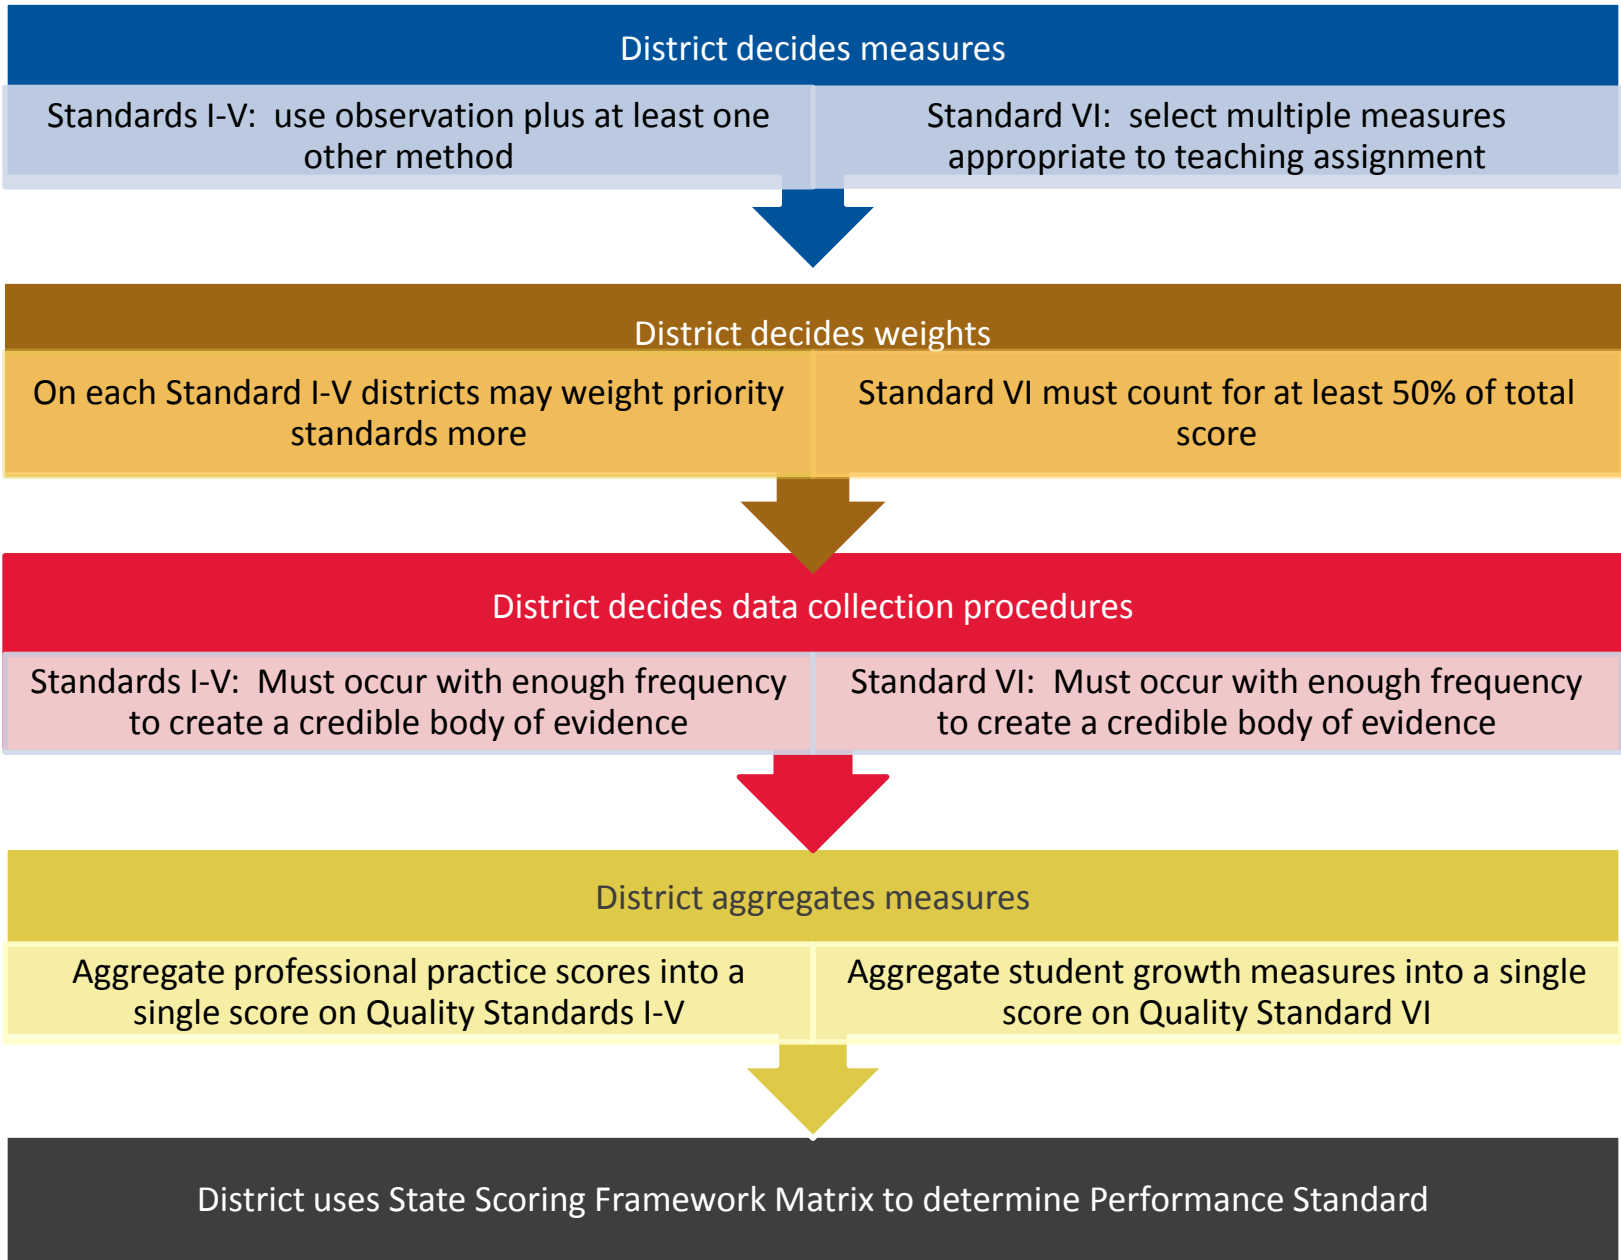 District decides measures
Standards I-V:  use observation plus at least one
other method
Standard VI:  select multiple measures
appropriate to teaching assignment
District decides weights
On each Standard I-V districts may weight priority
standards more
Standard VI must count for at least 50% of total
score
District decides data collection procedures
Standards I-V:  Must occur with enough frequency
to create a credible body of evidence
Standard VI:  Must occur with enough frequency
to create a credible body of evidence
District aggregates measures
Aggregate professional practice scores into a
single score on Quality Standards I-V
Aggregate student growth measures into a single
score on Quality Standard VI
District uses State Scoring Framework Matrix to determine Performance Standard